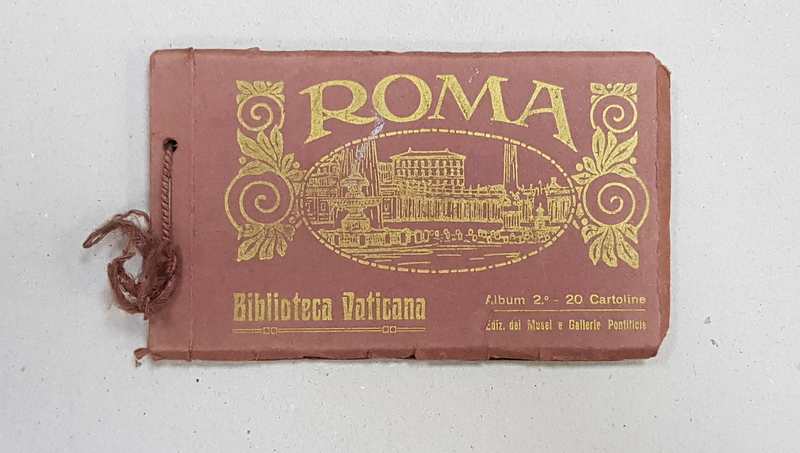 ROMA
Biblioteca Vaticana
Album 2.º - 20 Cartoline
Ediz. dei Musei e Gallerie Pontificie